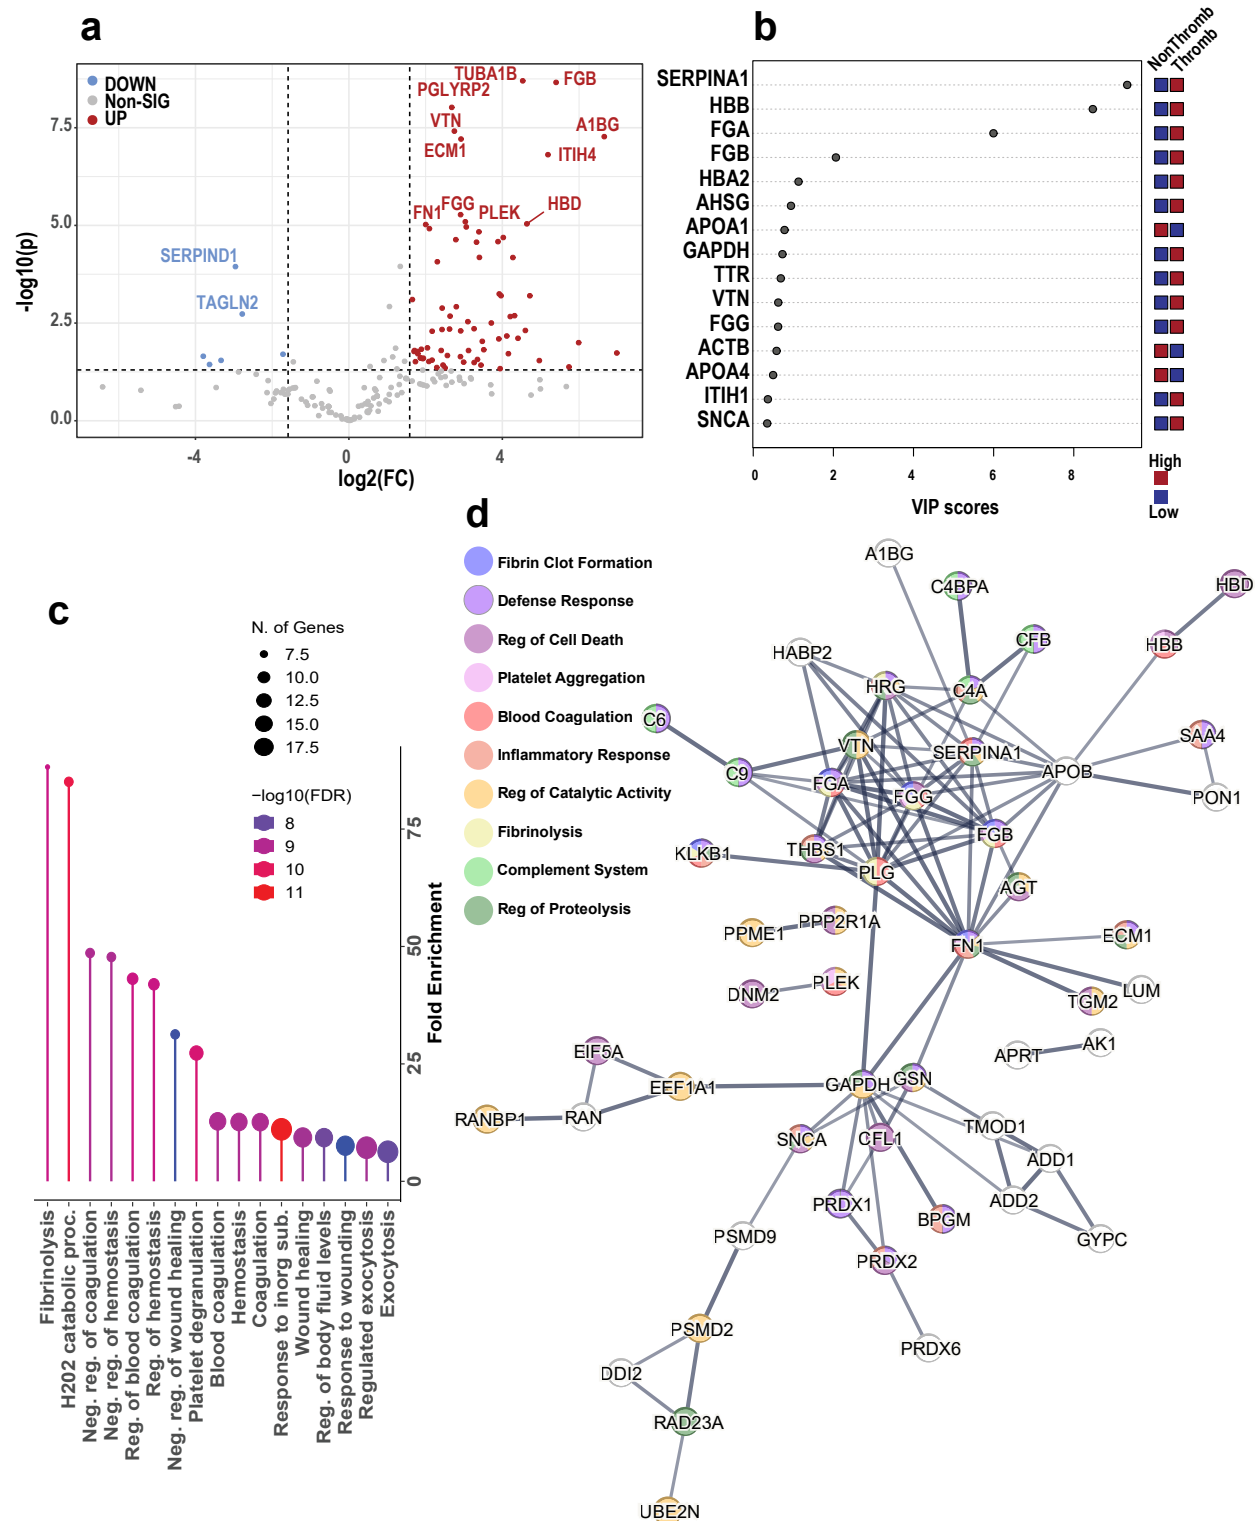 a
DOWN
Non-SIG
UP
TUBA1B
FGB
PGLYRP2
VTN
ECM1
A1BG
ITIH4
FN1
FGG
PLEK
HBD
SERPIND1
TAGLN2
7.5
5.0
2.5
0.0
-log10(p)
-4
0
4
log2(FC)
b
NonThromb
Thromb
SERPINA1
HBB
FGA
FGB
HBA2
AHSG
APOA1
GAPDH
TTR
VTN
FGG
ACTB
APOA4
ITIH1
SNCA
0
2
4
6
8
VIP scores
High
Low
c
N. of Genes
7.5
10.0
12.5
15.0
17.5
−log10(FDR)
8
9
10
11
75
50
25
0
Fold Enrichment
Fibrinolysis
H202 catabolic proc.
Neg. reg. of coagulation
Neg. reg. of hemostasis
Reg. of blood coagulation
Reg. of hemostasis
Neg. reg. of wound healing
Platelet degranulation
Blood coagulation
Hemostasis
Coagulation
Response to inorg sub.
Wound healing
Reg. of body fluid levels
Response to wounding
Regulated exocytosis
Exocytosis
d
Fibrin Clot Formation
Defense Response
Reg of Cell Death
Platelet Aggregation
Blood Coagulation
Inflammatory Response
Reg of Catalytic Activity
Fibrinolysis
Complement System
Reg of Proteolysis
A1BG
C4BPA
HBD
CFB
HBB
HABP2
HRG
C4A
C6
SAA4
VTN
SERPINA1
C9
APOB
FGA
FGG
PON1
FGB
KLKB1
THBS1
PLG
AGT
PPME1
PPP2R1A
FN1
ECM1
DNM2
PLEK
LUM
TGM2
AK1
APRT
EIF5A
EEF1A1
GAPDH
GSN
RANBP1
RAN
TMOD1
SNCA
CFL1
ADD1
PRDX1
ADD2
BPGM
PSMD9
GYPC
PRDX2
PSMD2
PRDX6
DDI2
RAD23A
UBE2N